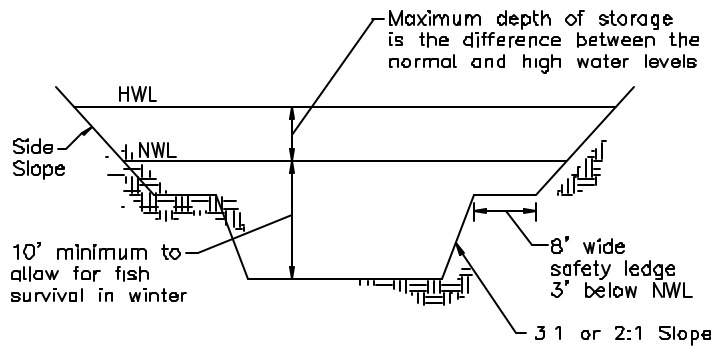 Maximum depth of storage
is the difference between the
normal and high water levels
HWL
Side
Slope
NWL
10' minimum to
allow for fish
survival in winter
8' wide
safety ledge
3' below NWL
3 1 or 2:1 Slope